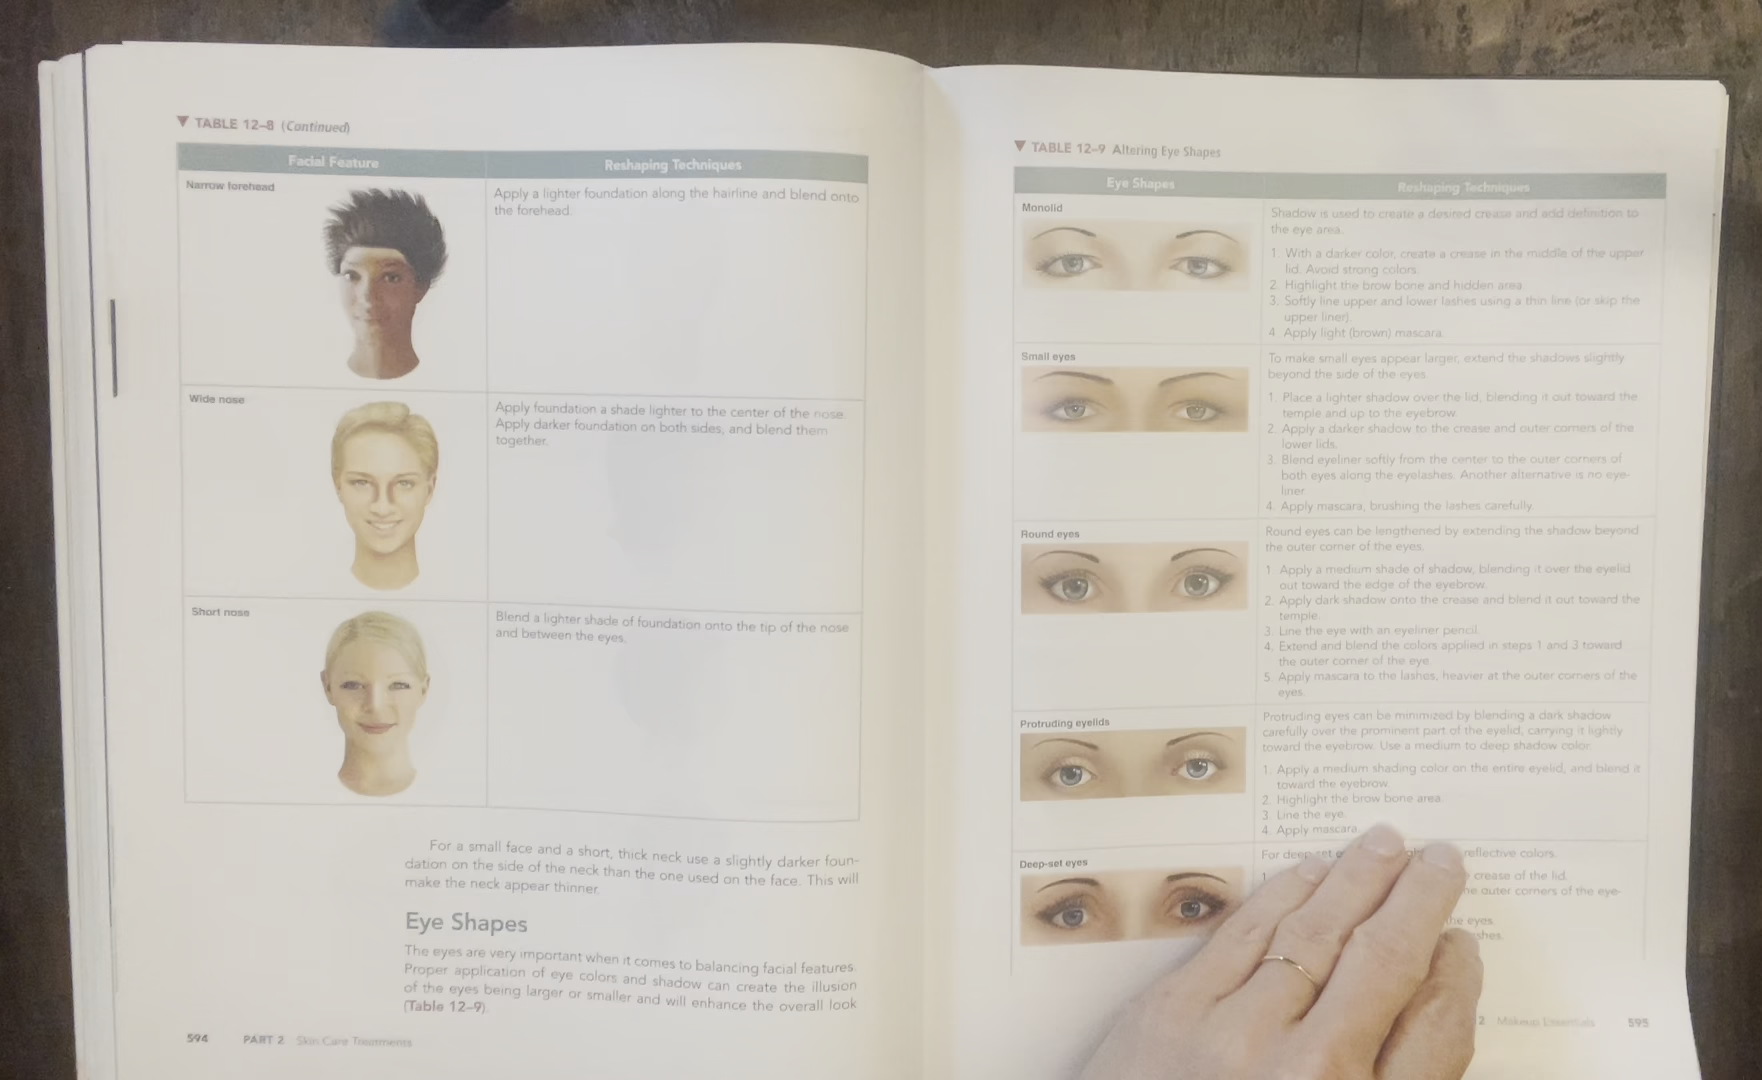 ▼ TABLE 12–8 (Continued)
Facial Feature
Reshaping Techniques
Narrow forehead
Apply a lighter foundation along the hairline and blend onto
the forehead.
Wide nose
Apply foundation a shade lighter to the center of the nose.
Apply darker foundation on both sides, and blend them
together.
Short nose
Blend a lighter shade of foundation onto the tip of the nose
and between the eyes.
For a small face and a short, thick neck use a slightly darker foun-
dation on the side of the neck than the one used on the face. This will
make the neck appear thinner.
Eye Shapes
The eyes are very important when it comes to balancing facial features.
Proper application of eye colors and shadow can create the illusion
of the eyes being larger or smaller and will enhance the overall look
(Table 12–9).
594 PART 2 Skin Care Treatments
▼ TABLE 12–9 Altering Eye Shapes
Eye Shapes
Reshaping Techniques
Monolid
Shadow is used to create a desired crease and add definition to
the eye area.
1. With a darker color, create a crease in the middle of the upper
lid. Avoid strong colors.
2. Highlight the brow bone and hidden area.
3. Softly line upper and lower lashes using a thin line (or skip the
upper liner).
4. Apply light (brown) mascara.
Small eyes
To make small eyes appear larger, extend the shadows slightly
beyond the side of the eyes.
1. Place a lighter shadow over the lid, blending it out toward the
temple and up to the eyebrow
2. Apply a darker shadow to the crease and outer corners of the
lower lids.
3. Blend eyeliner softly from the center to the outer corners of
both eyes along the eyelashes. Another alternative is no eye-
liner.
4. Apply mascara, brushing the lashes carefully.
Round eyes
Round eyes can be lengthened by extending the shadow beyond
the outer corner of the eyes.
1. Apply a medium shade of shadow, blending it over the eyelid
out toward the edge of the eyebrow.
2. Apply dark shadow onto the crease and blend it out toward the
temple.
3. Line the eye with an eyeliner pencil.
4. Extend and blend the colors applied in steps 1 and 3 toward
the outer corner of the eye.
5. Apply mascara to the lashes, heavier at the outer corners of the
eyes.
Protruding eyelids
Protruding eyes can be minimized by blending a dark shadow
carefully over the prominent part of the eyelid, carrying it lightly
toward the eyebrow. Use a medium to deep shadow color.
1. Apply a medium shading color on the entire eyelid, and blend it
toward the eyebrow.
2. Highlight the brow bone area.
3. Line the eye.
4. Apply mascara.
Deep-set eyes
For deep-set reflective colors.
1 crease of the lid.
outer corners of the eye-
the eyes.
2 Makeup Essentials 595